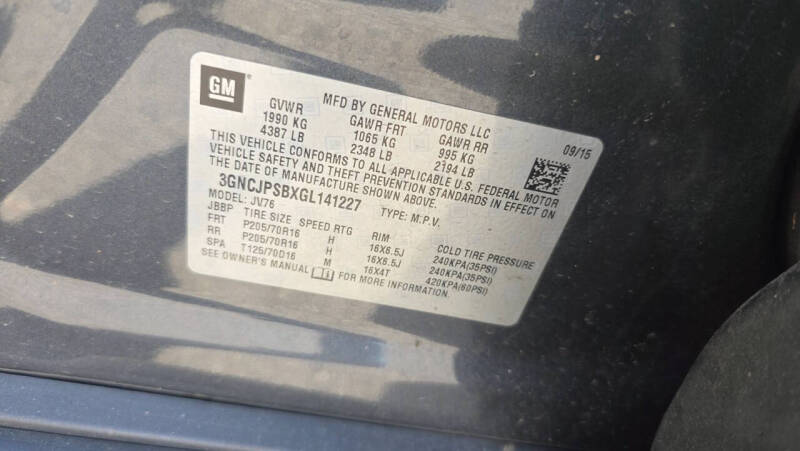 GM
MFD BY GENERAL MOTORS LLC
09/15
GVWR GAWR FRT GAWR RR
1990 KG 1065 KG 995 KG
4387 LB 2348 LB 2194 LB
THIS VEHICLE CONFORMS TO ALL APPLICABLE U.S. FEDERAL MOTOR
VEHICLE SAFETY AND THEFT PREVENTION STANDARDS IN EFFECT ON
THE DATE OF MANUFACTURE SHOWN ABOVE.
3GNCJPSBXGL141227 TYPE: M.P.V.
MODEL: JV76
JBBP TIRE SIZE SPEED RTG RIM COLD TIRE PRESSURE
FRT P205/70R16 H 16X6.5J 240KPA(35PSI)
RR P205/70R16 H 16X6.5J 240KPA(35PSI)
SPA T125/70D16 M 16X4T 420KPA(60PSI)
SEE OWNER'S MANUAL FOR MORE INFORMATION.